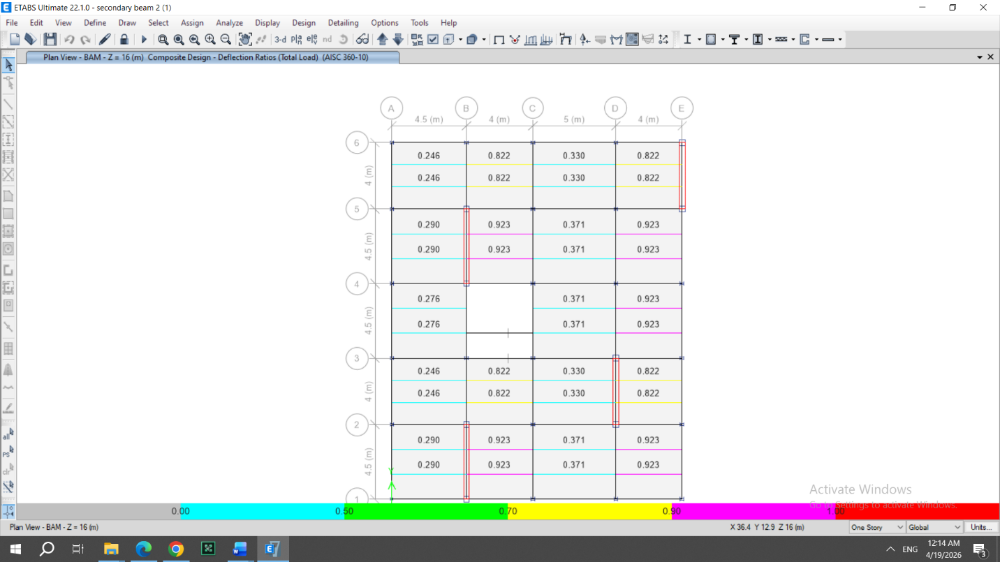 ETABS Ultimate 22.1.0 - secondary beam 2 (1)
File Edit View Define Draw Select Assign Analyze Display Design Detailing Options Tools Help
3-d plạ elẹ nd
Plan View - BAM - Z = 16 (m) Composite Design - Deflection Ratios (Total Load) (AISC 360-10)
A B C D E
4.5 (m) 4 (m) 5 (m) 4 (m)
6
0.246 0.822 0.330 0.822
4 (m)
0.246 0.822 0.330 0.822
5
0.290 0.923 0.371 0.923
4.5 (m)
0.290 0.923 0.371 0.923
4
0.276 0.371 0.923
4.5 (m)
0.276 0.371 0.923
3
0.246 0.822 0.330 0.822
4 (m)
0.246 0.822 0.330 0.822
2
0.290 0.923 0.371 0.923
4.5 (m)
0.290 0.923 0.371 0.923
Y
1
all
PS
clr
Activate Windows
Go to Settings to activate Windows.
0.00 0.50 0.70 0.90 1.00
Plan View - BAM - Z = 16 (m) X 36.4 Y 12.9 Z 16 (m) One Story Global Units...
ENG 12:14 AM
4/19/2026 3